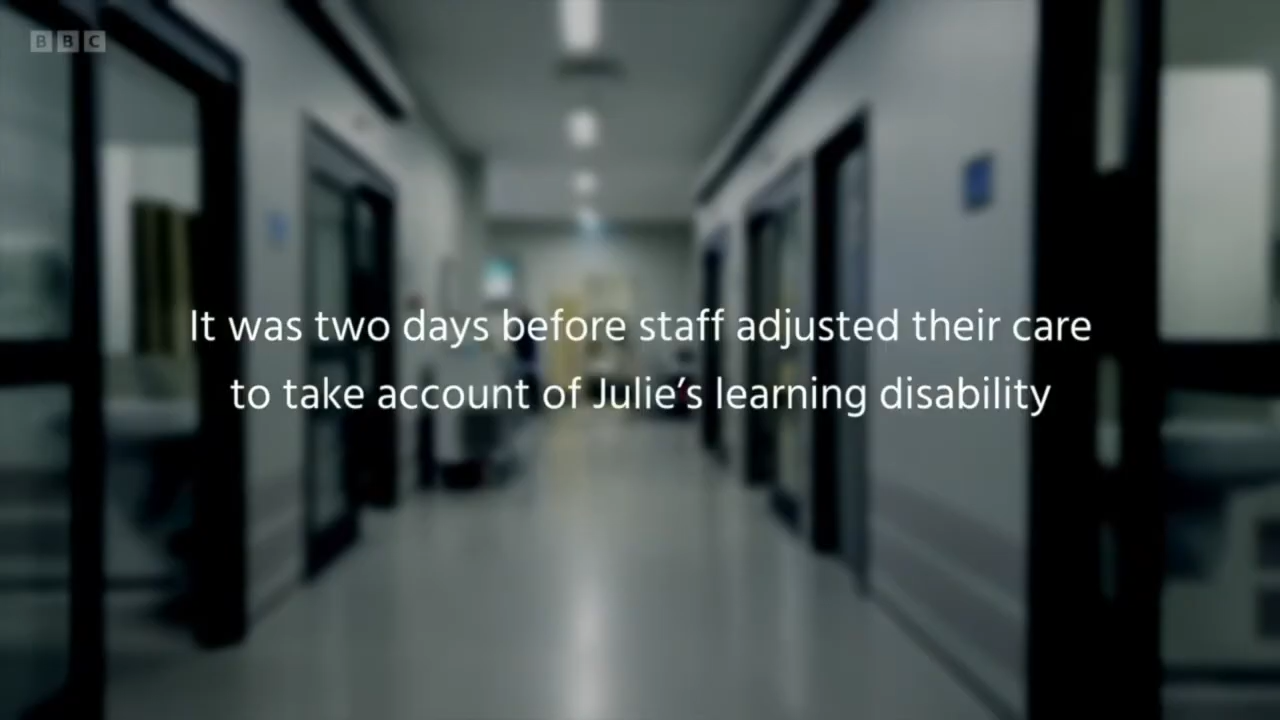 BBC
It was two days before staff adjusted their care
to take account of Julie's learning disability